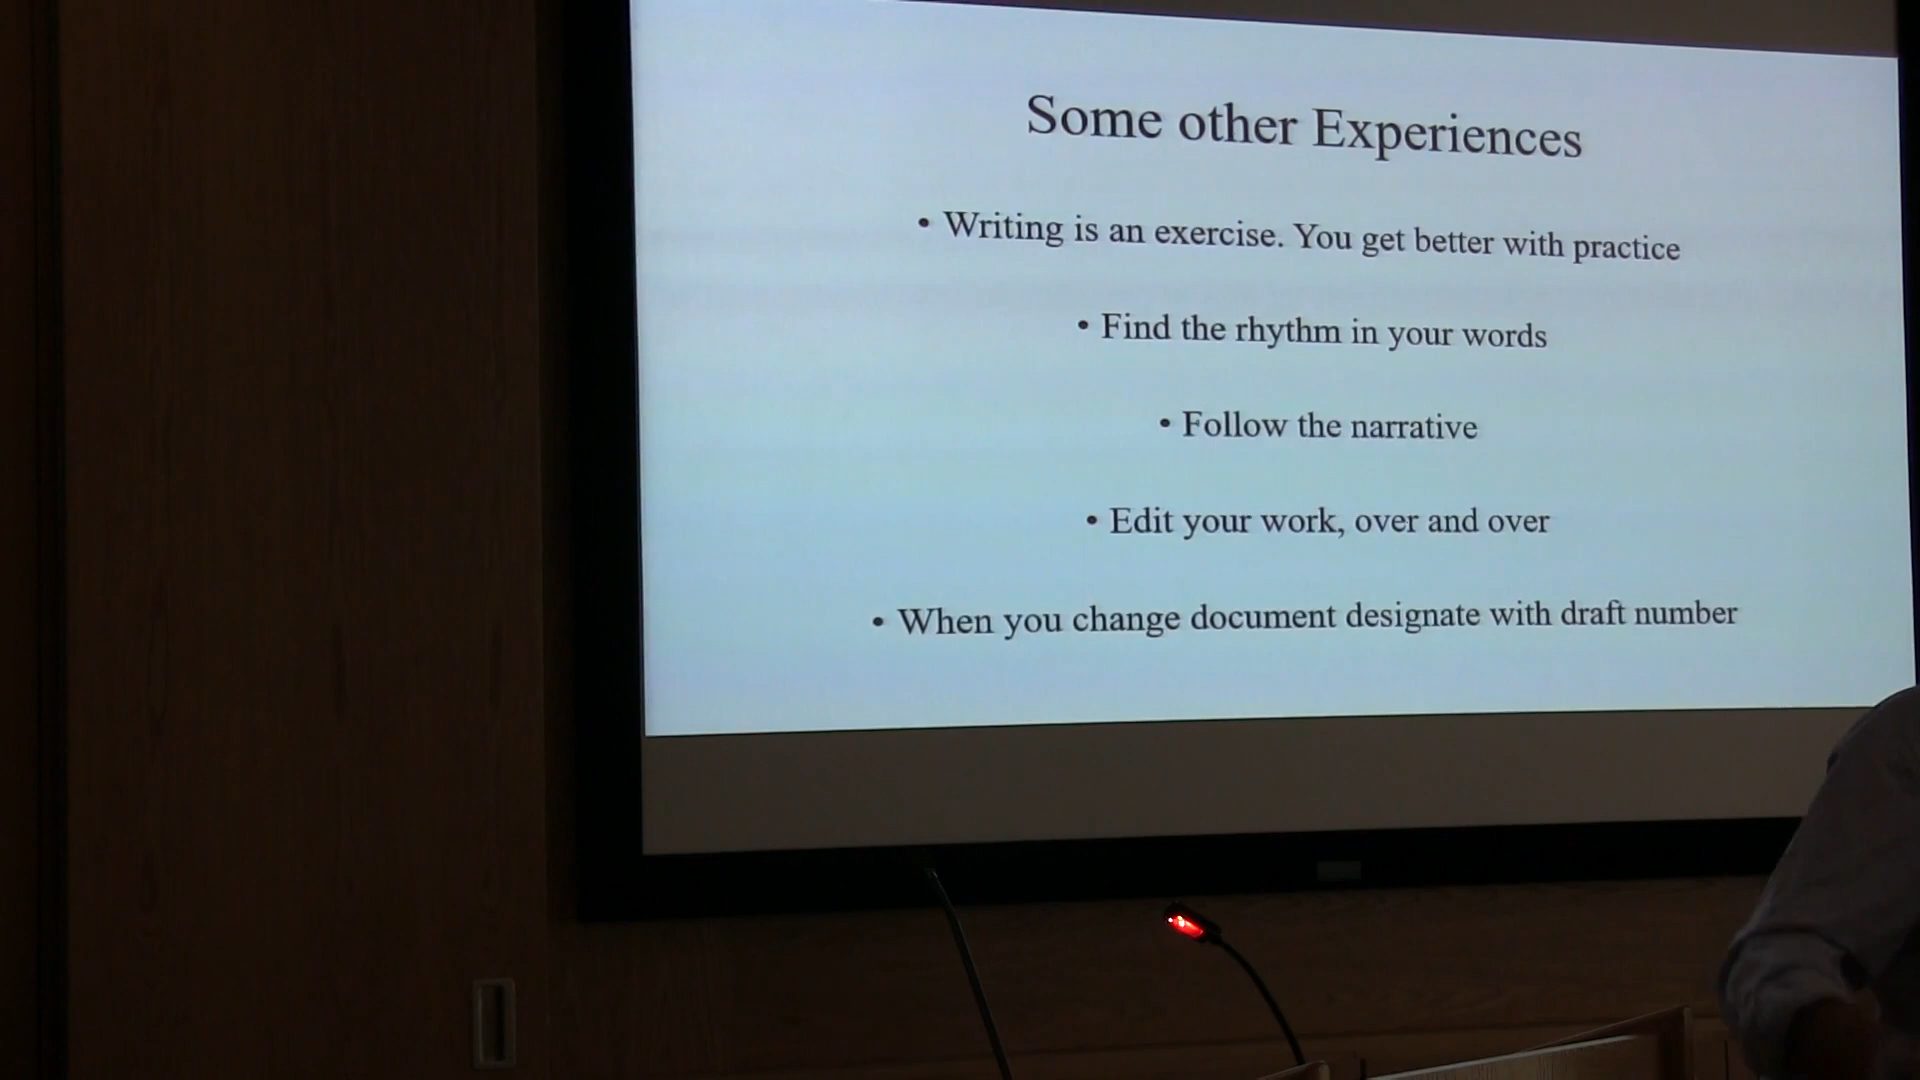 Some other Experiences
• Writing is an exercise. You get better with practice
• Find the rhythm in your words
• Follow the narrative
• Edit your work, over and over
• When you change document designate with draft number